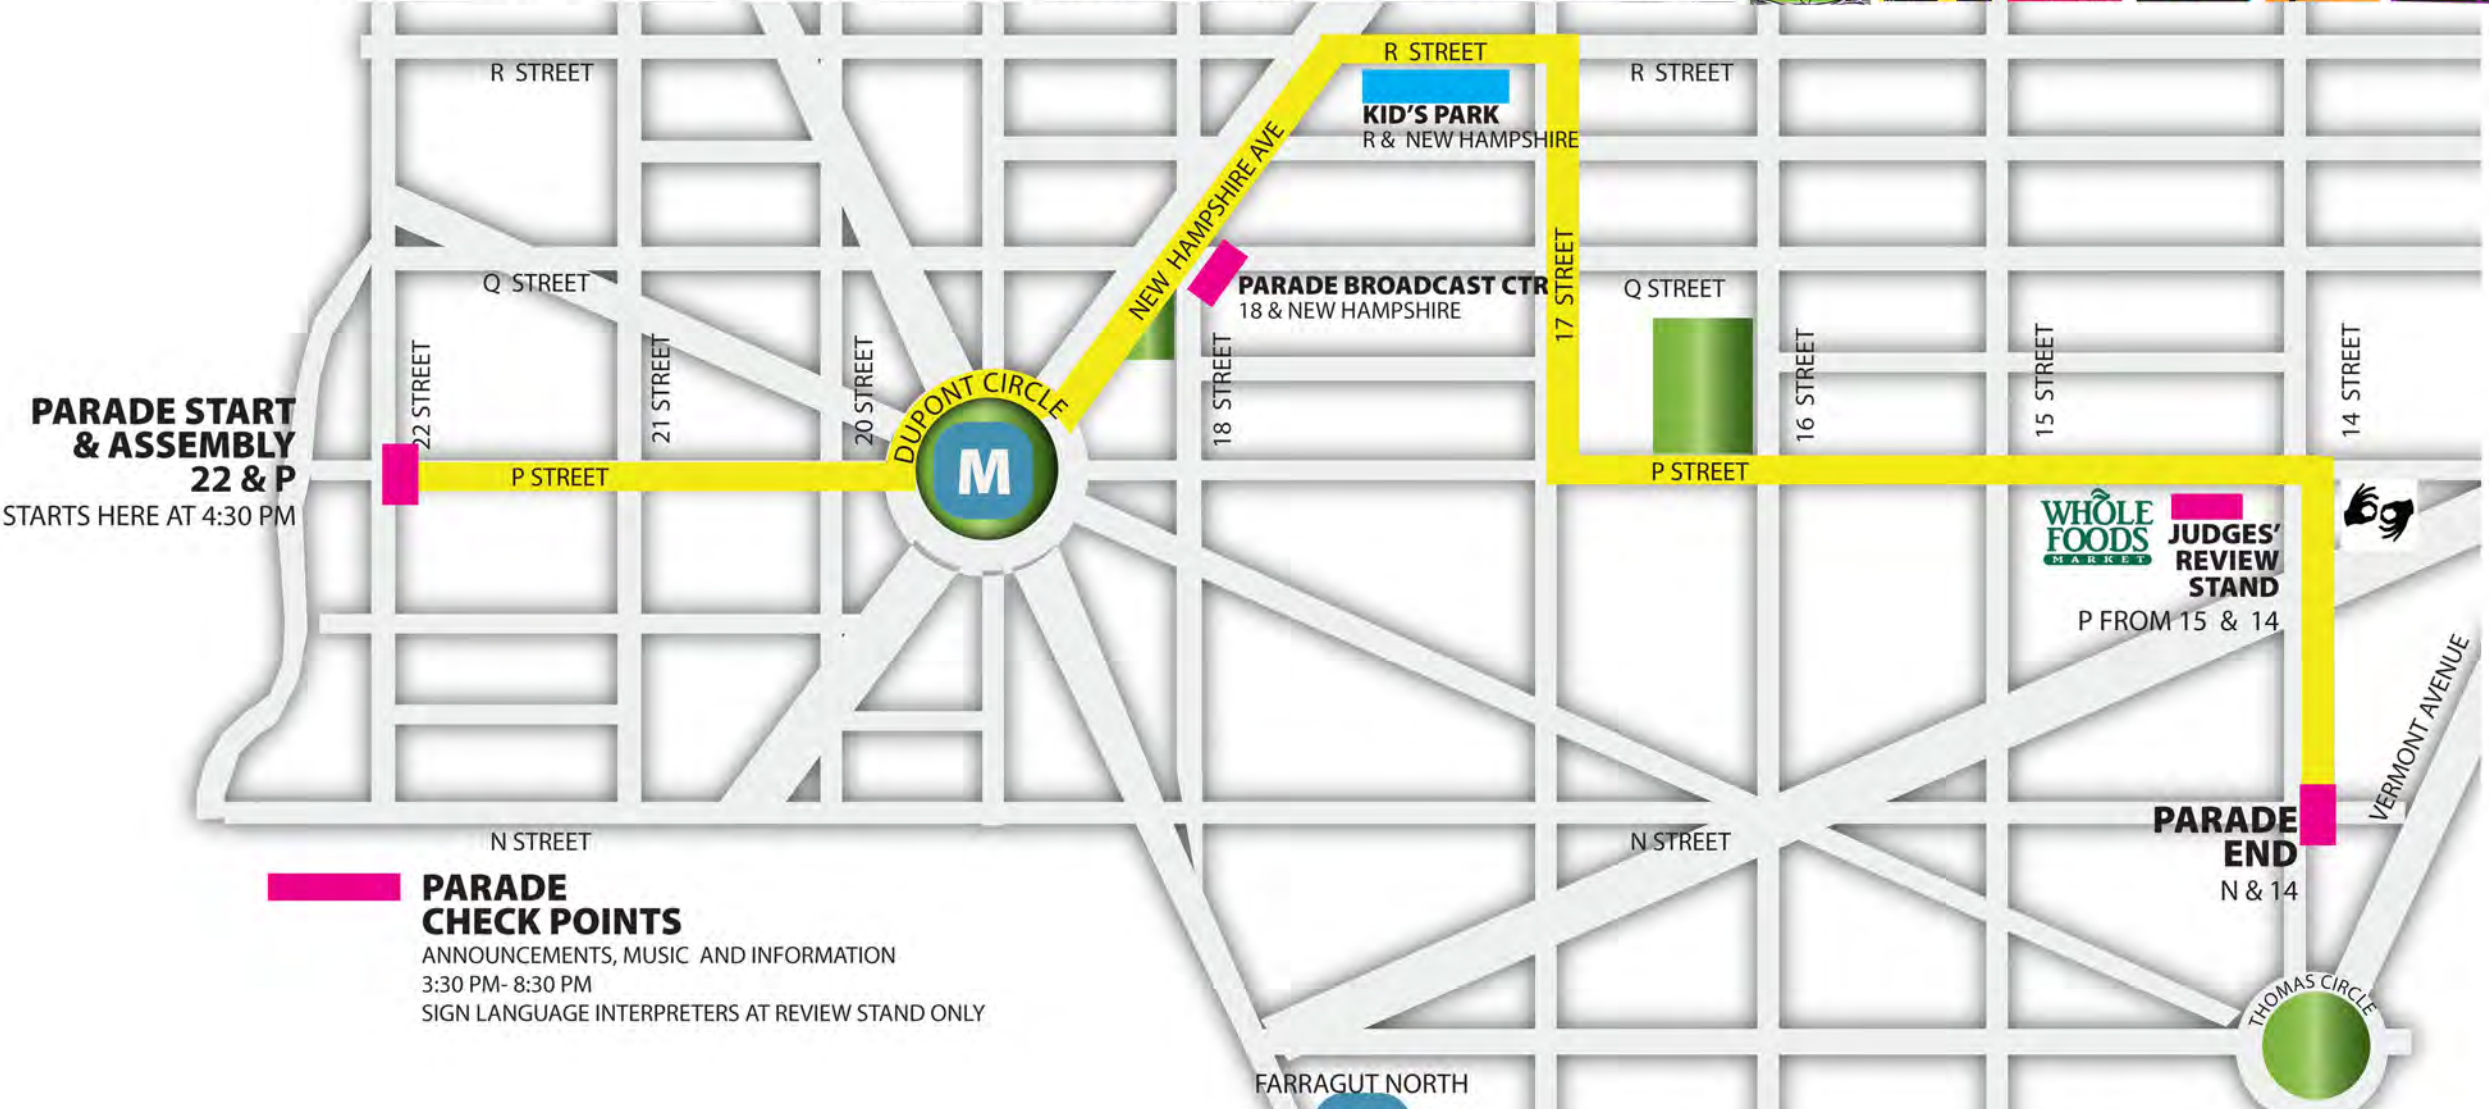 R STREET
R STREET
R STREET
KID'S PARK
R & NEW HAMPSHIRE
NEW HAMPSHIRE AVE
Q STREET
PARADE BROADCAST CTR
18 & NEW HAMPSHIRE
17 STREET
Q STREET
22 STREET
21 STREET
20 STREET
18 STREET
16 STREET
15 STREET
14 STREET
DUPONT CIRCLE
M
PARADE START
& ASSEMBLY
22 & P
STARTS HERE AT 4:30 PM
P STREET
P STREET
WHOLE
FOODS
MARKET
JUDGES'
REVIEW
STAND
P FROM 15 & 14
VERMONT AVENUE
PARADE
END
N & 14
N STREET
N STREET
PARADE
CHECK POINTS
ANNOUNCEMENTS, MUSIC AND INFORMATION
3:30 PM- 8:30 PM
SIGN LANGUAGE INTERPRETERS AT REVIEW STAND ONLY
THOMAS CIRCLE
FARRAGUT NORTH